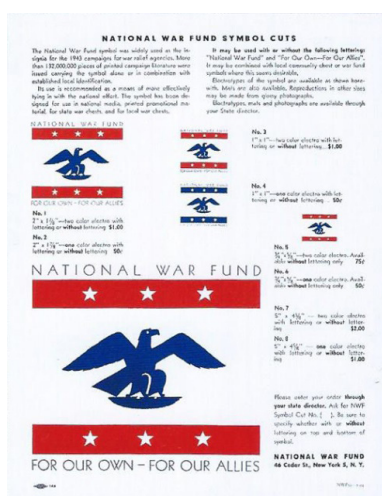 NATIONAL WAR FUND SYMBOL CUTS
The National War Fund symbol was widely used as the in-
signia for the 1943 campaigns for war relief agencies. More
than 132,000,000 pieces of printed campaign literature were
issued carrying the symbol alone or in combination with
established local identification.
Its use is recommended as a means of more effectively
tying in with the national effort. The symbol has been de-
signed for use in national media, printed promotional ma-
terial, for state war chests, and for local war chests.
It may be used with or without the following lettering:
"National War Fund" and "For Our Own—For Our Allies".
It may be combined with local community chest or war fund
symbols where this seems desirable.
Electrotypes of the symbol are available as shown here-
with. Mats are also available. Reproductions in other sizes
may be made from glossy photographs.
Electrotypes, mats and photographs are available through
your State director.
NATIONAL WAR FUND
FOR OUR OWN - FOR OUR ALLIES
No. 1
2" x 1⅞"—two color electro with
lettering or without lettering $1.00
No. 2
2" x 1⅞"—one color electro with
lettering or without lettering 50¢
No. 3
1" x 1"—two color electro with let-
tering or without lettering $1.00
No. 4
1" x 1"—one color electro with let-
tering or without lettering 50¢
No. 5
two color electro. Avail-
able without lettering only 75¢
No. 6
one color electro. Avail-
able without lettering only 50¢
No. 7
two color electro
with lettering or without letter-
ing $2.00
No. 8
one color electro
with lettering or without letter-
ing $1.00
NATIONAL WAR FUND
FOR OUR OWN – FOR OUR ALLIES
Please enter your order through
your state director. Ask for NWF
Symbol Cut No. ( ). Be sure to
specify whether with or without
lettering on top and bottom of
symbol.
NATIONAL WAR FUND
46 Cedar St., New York 5, N. Y.